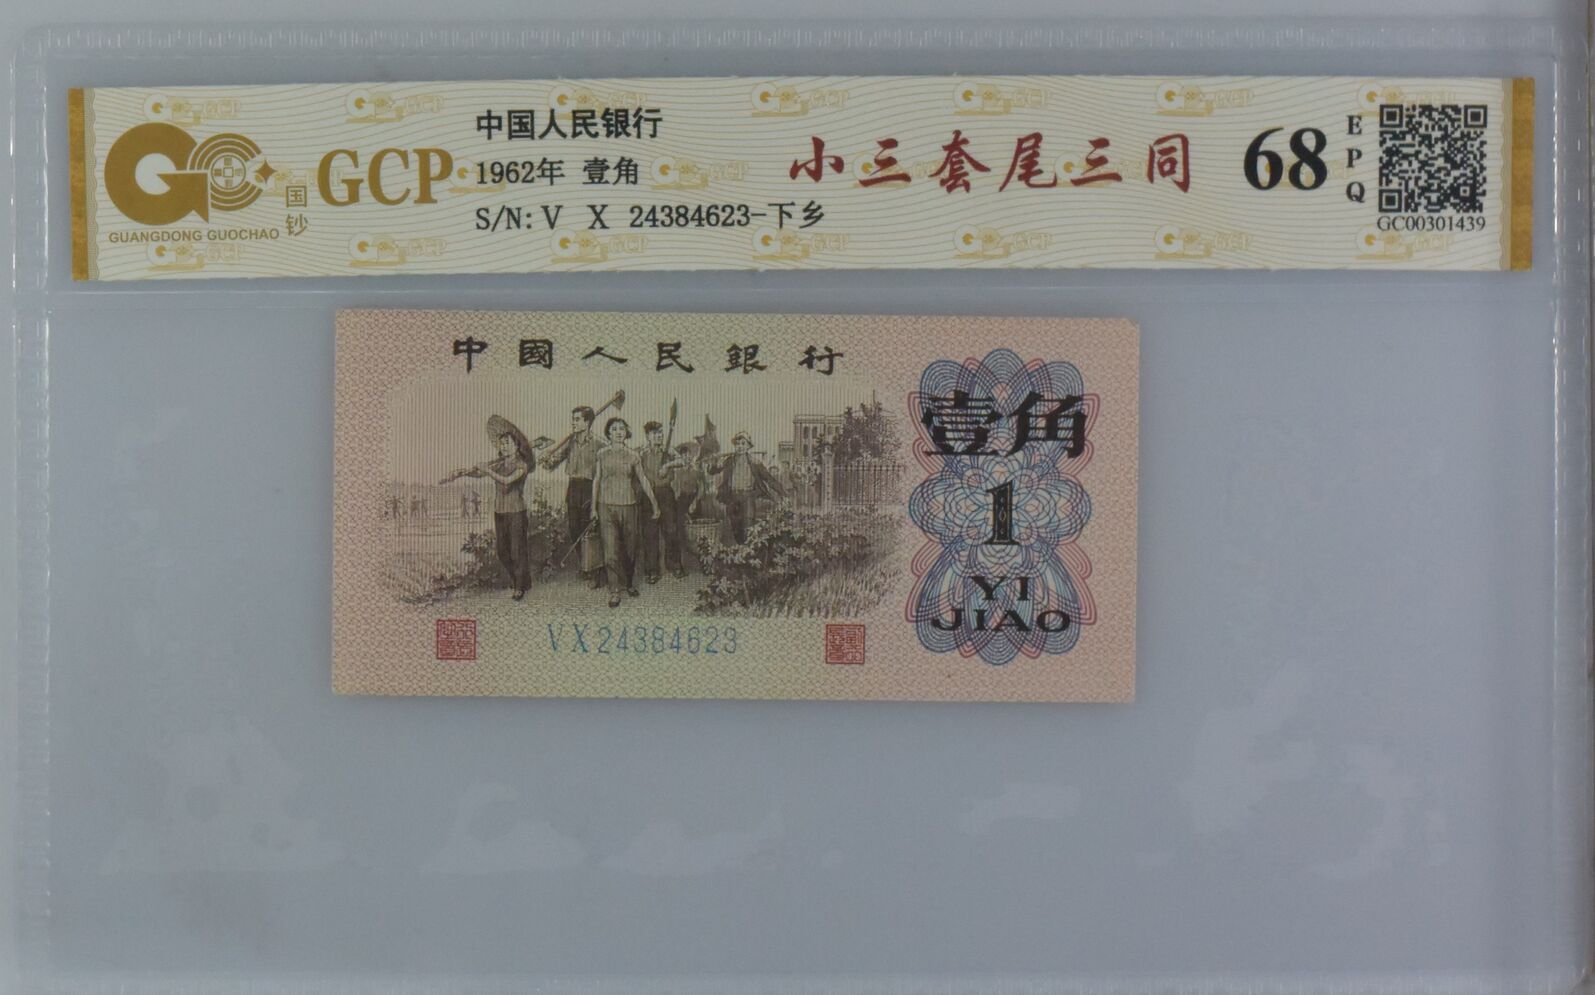 GCP
国钞
GUANGDONG GUOCHAO
中国人民银行
1962年 壹角
S/N: V X 24384623-下乡
小三套尾三同
68
EPQ
GC00301439
中國人民銀行
壹角
1
YI
JIAO
VX24384623